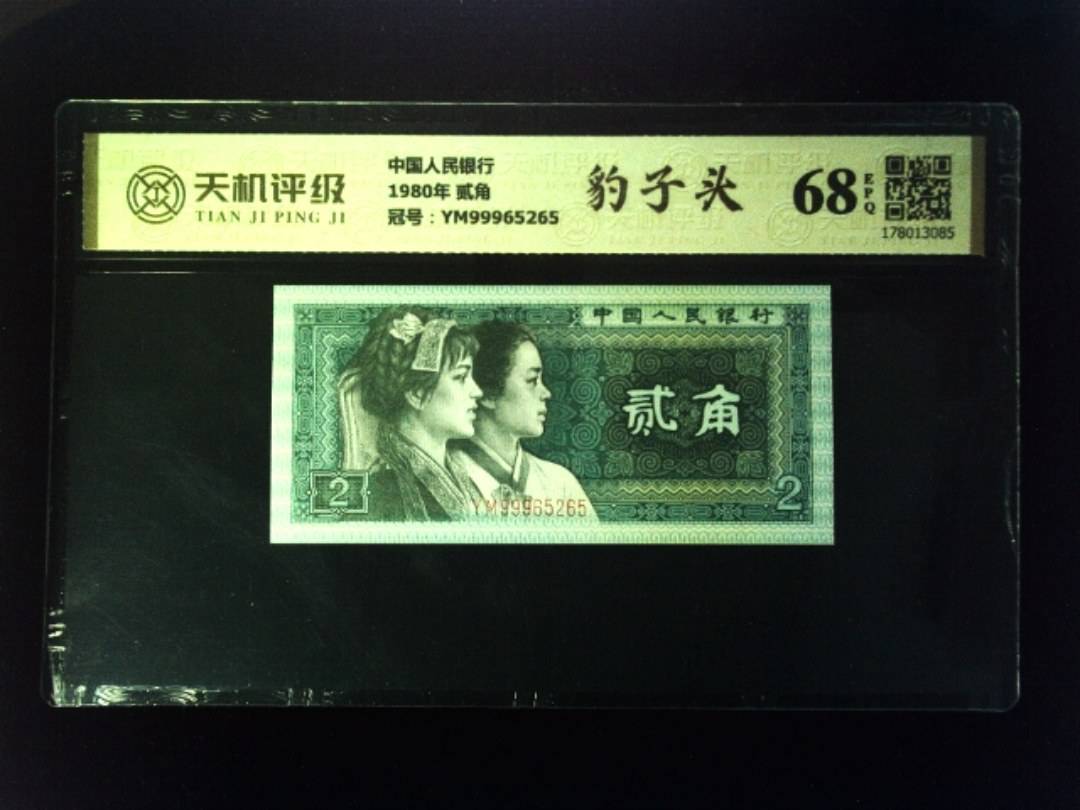 天机评级
TIAN JI PING JI
中国人民银行
1980年 贰角
冠号：YM99965265
豹子头
68
EPQ
178013085
中国人民银行
贰角
2
YM99965265
2